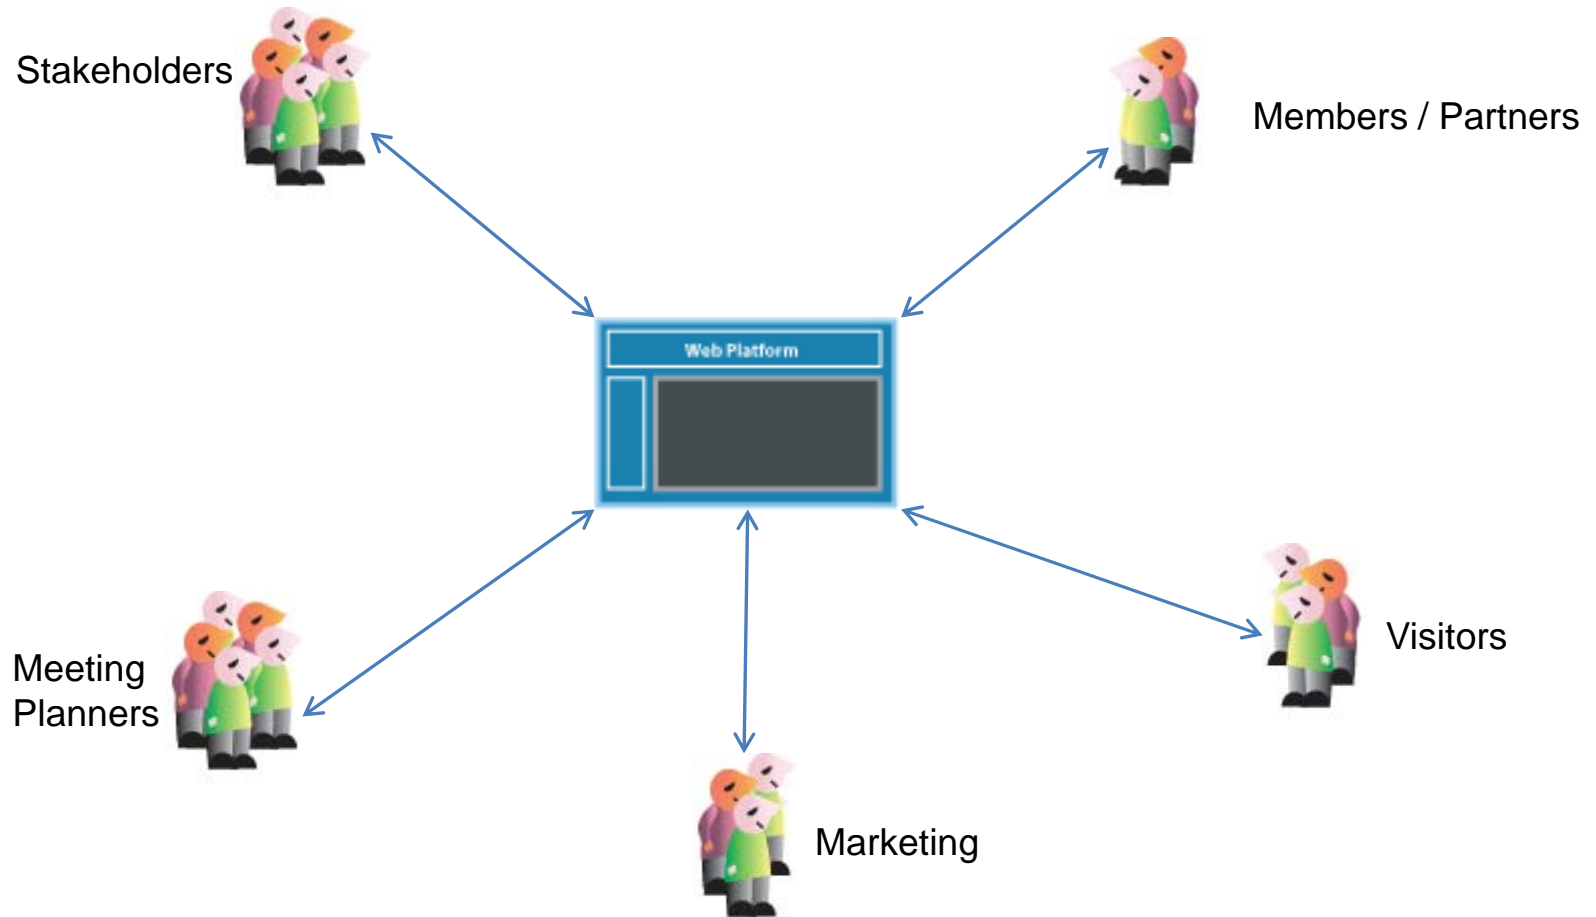 Stakeholders
Members / Partners
Web Platform
Meeting
Planners
Visitors
Marketing